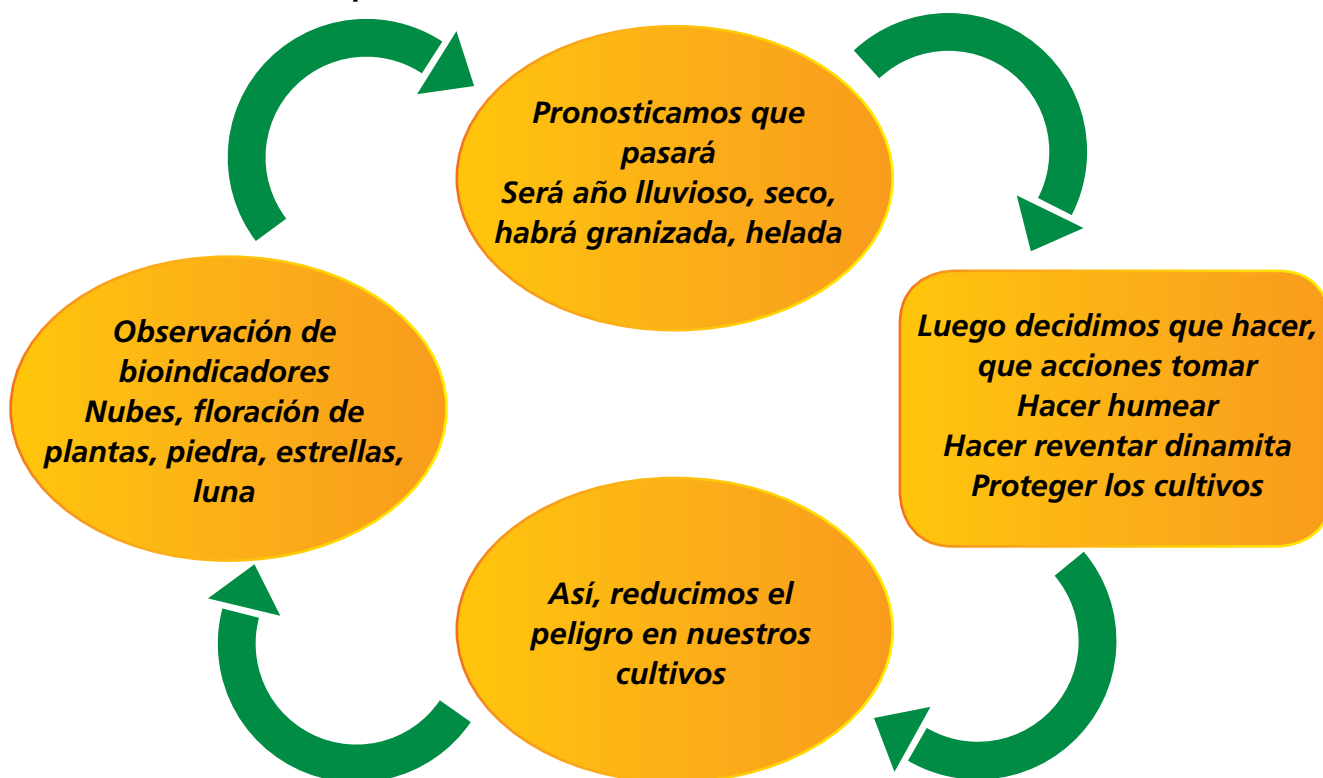 Pronosticamos que
pasará
Será año lluvioso, seco,
habrá granizada, helada
Luego decidimos que hacer,
que acciones tomar
Hacer humear
Hacer reventar dinamita
Proteger los cultivos
Así, reducimos el
peligro en nuestros
cultivos
Observación de
bioindicadores
Nubes, floración de
plantas, piedra, estrellas,
luna